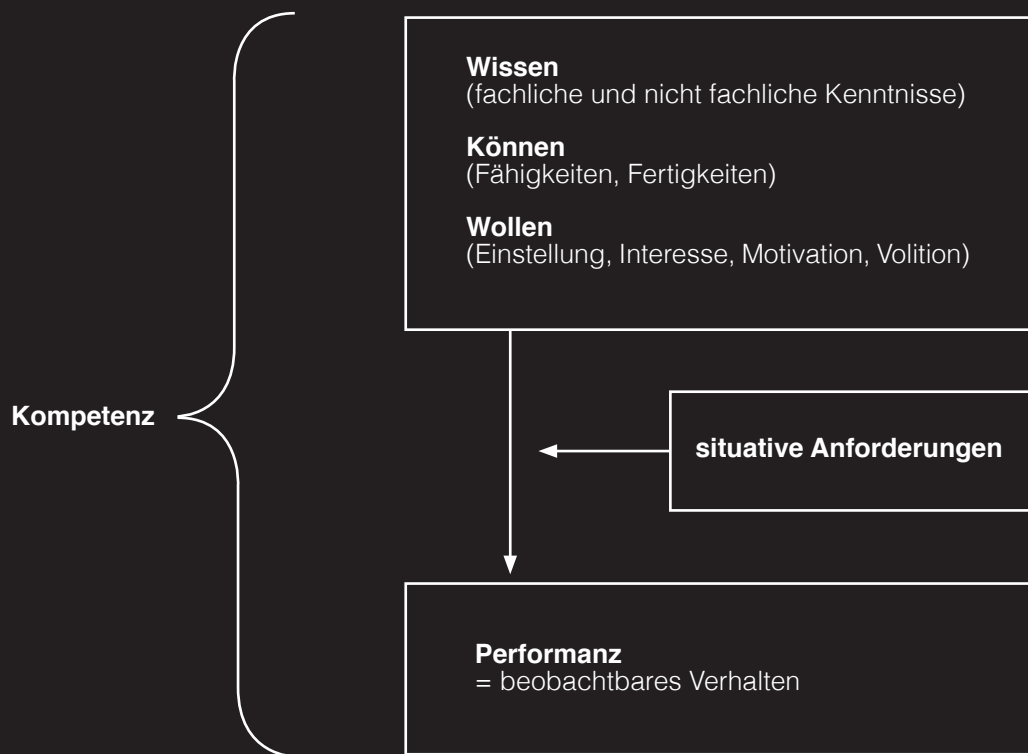 Wissen
(fachliche und nicht fachliche Kenntnisse)
Können
(Fähigkeiten, Fertigkeiten)
Wollen
(Einstellung, Interesse, Motivation, Volition)
Kompetenz
situative Anforderungen
Performanz
= beobachtbares Verhalten